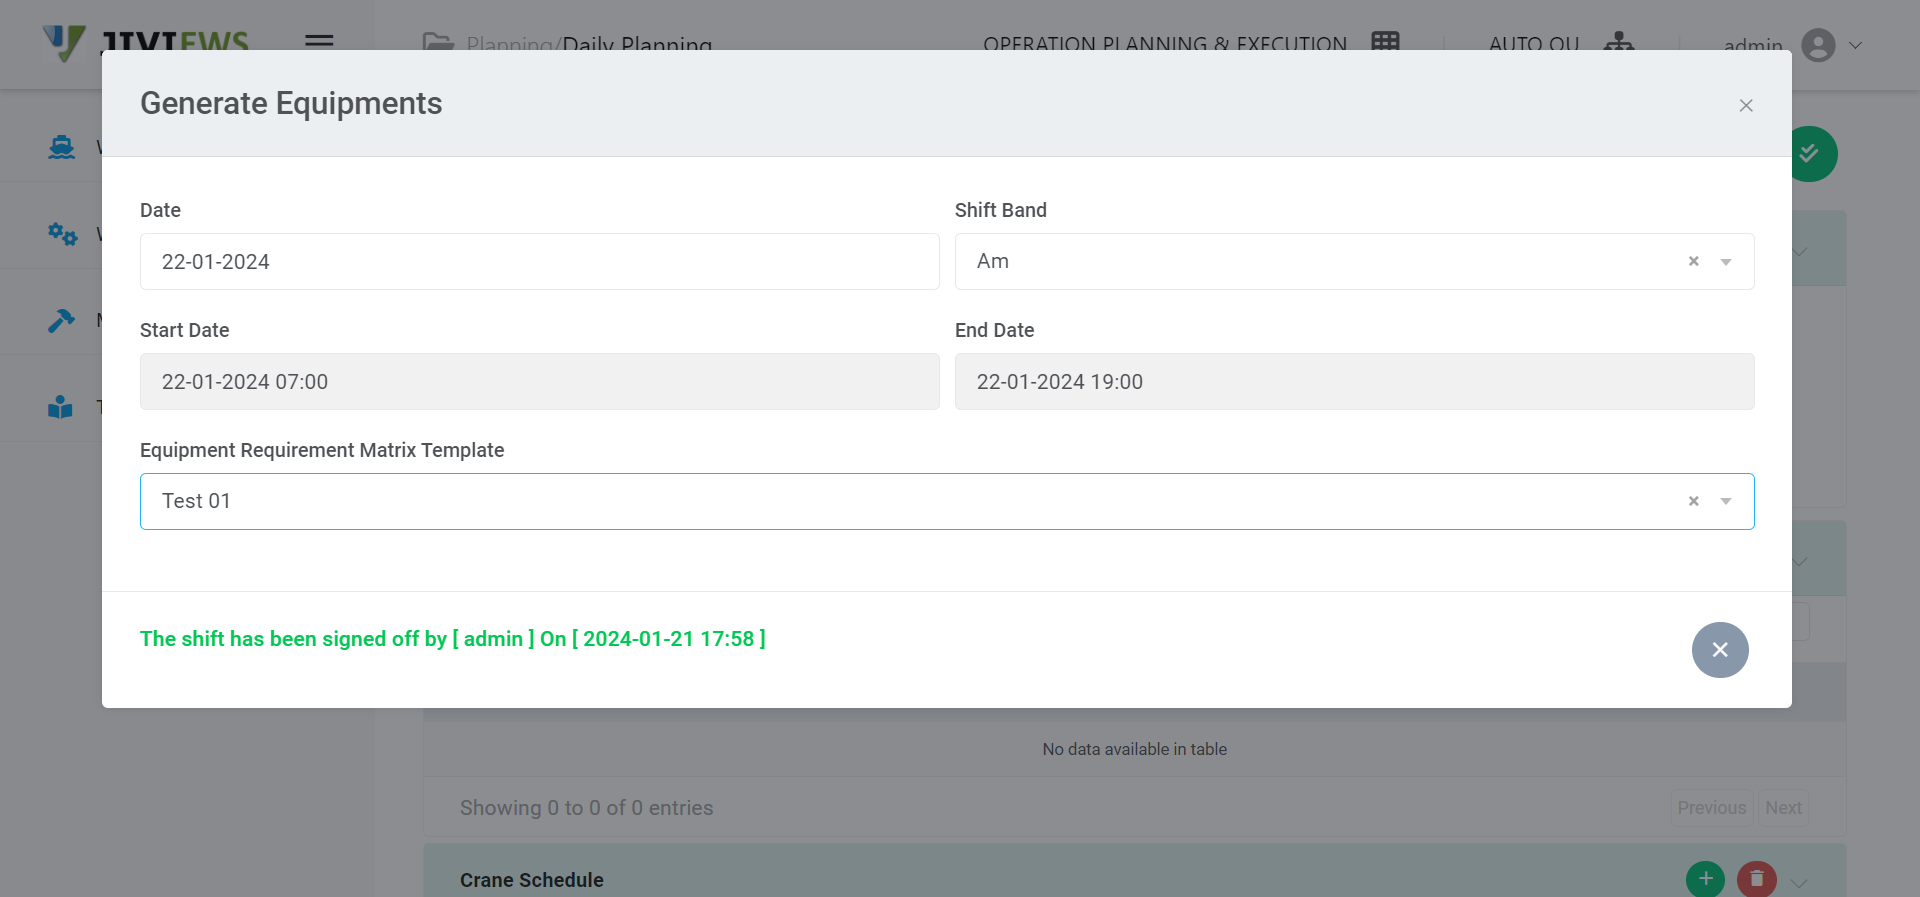 JIVIEWS
Planning/Daily Planning
OPERATION PLANNING & EXECUTION
AUTO OU
admin
Generate Equipments
Date
Shift Band
22-01-2024
Am
Start Date
End Date
22-01-2024 07:00
22-01-2024 19:00
Equipment Requirement Matrix Template
Test 01
The shift has been signed off by [ admin ] On [ 2024-01-21 17:58 ]
No data available in table
Showing 0 to 0 of 0 entries
Previous
Next
Crane Schedule